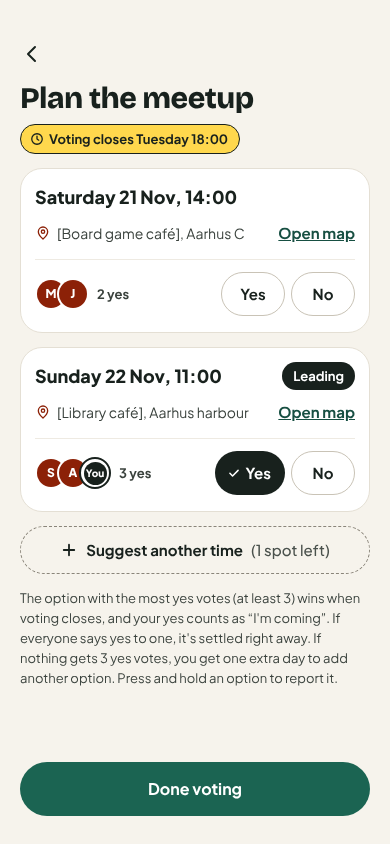 Plan the meetup
Voting closes Tuesday 18:00
Saturday 21 Nov, 14:00
[Board game café], Aarhus C Open map
M J 2 yes Yes No
Sunday 22 Nov, 11:00 Leading
[Library café], Aarhus harbour Open map
S A You 3 yes Yes No
Suggest another time (1 spot left)
The option with the most yes votes (at least 3) wins when
voting closes, and your yes counts as “I’m coming”. If
everyone says yes to one, it’s settled right away. If
nothing gets 3 yes votes, you get one extra day to add
another option. Press and hold an option to report it.
Done voting